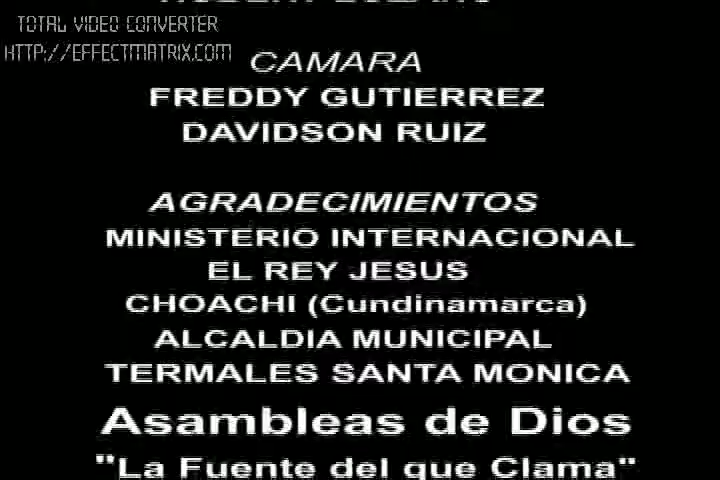 TOTAL VIDEO CONVERTER
HTTP://EFFECTMATRIX.COM
CAMARA
FREDDY GUTIERREZ
DAVIDSON RUIZ
AGRADECIMIENTOS
MINISTERIO INTERNACIONAL
EL REY JESUS
CHOACHI (Cundinamarca)
ALCALDIA MUNICIPAL
TERMALES SANTA MONICA
Asambleas de Dios
"La Fuente del que Clama"